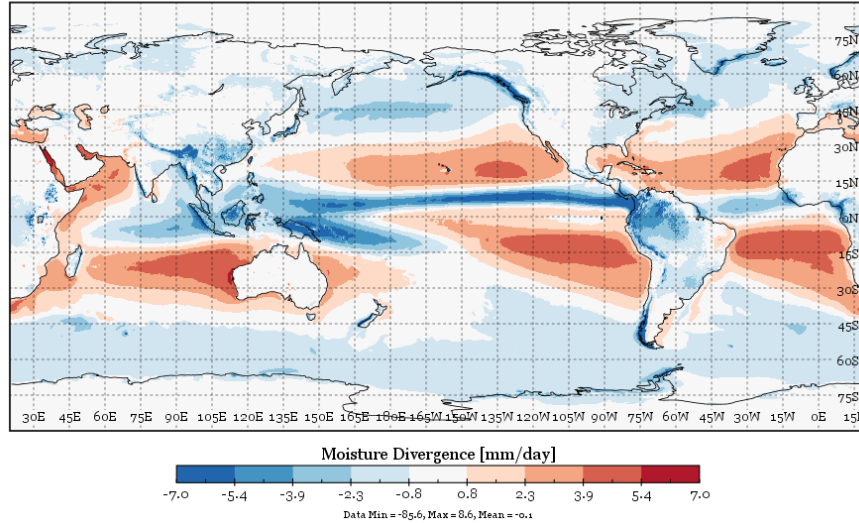 75N
60N
45N
30N
15N
0N
15S
30S
45S
60S
75S
30E 45E 60E 75E 90E 105E 120E 135E 150E 165E 180E 165W 150W 135W 120W 105W 90W 75W 60W 45W 30W 15W 0E 15
Moisture Divergence [mm/day]
-7.0 -5.4 -3.9 -2.3 -0.8 0.8 2.3 3.9 5.4 7.0
Data Min = -85.6, Max = 8.6, Mean = -0.1